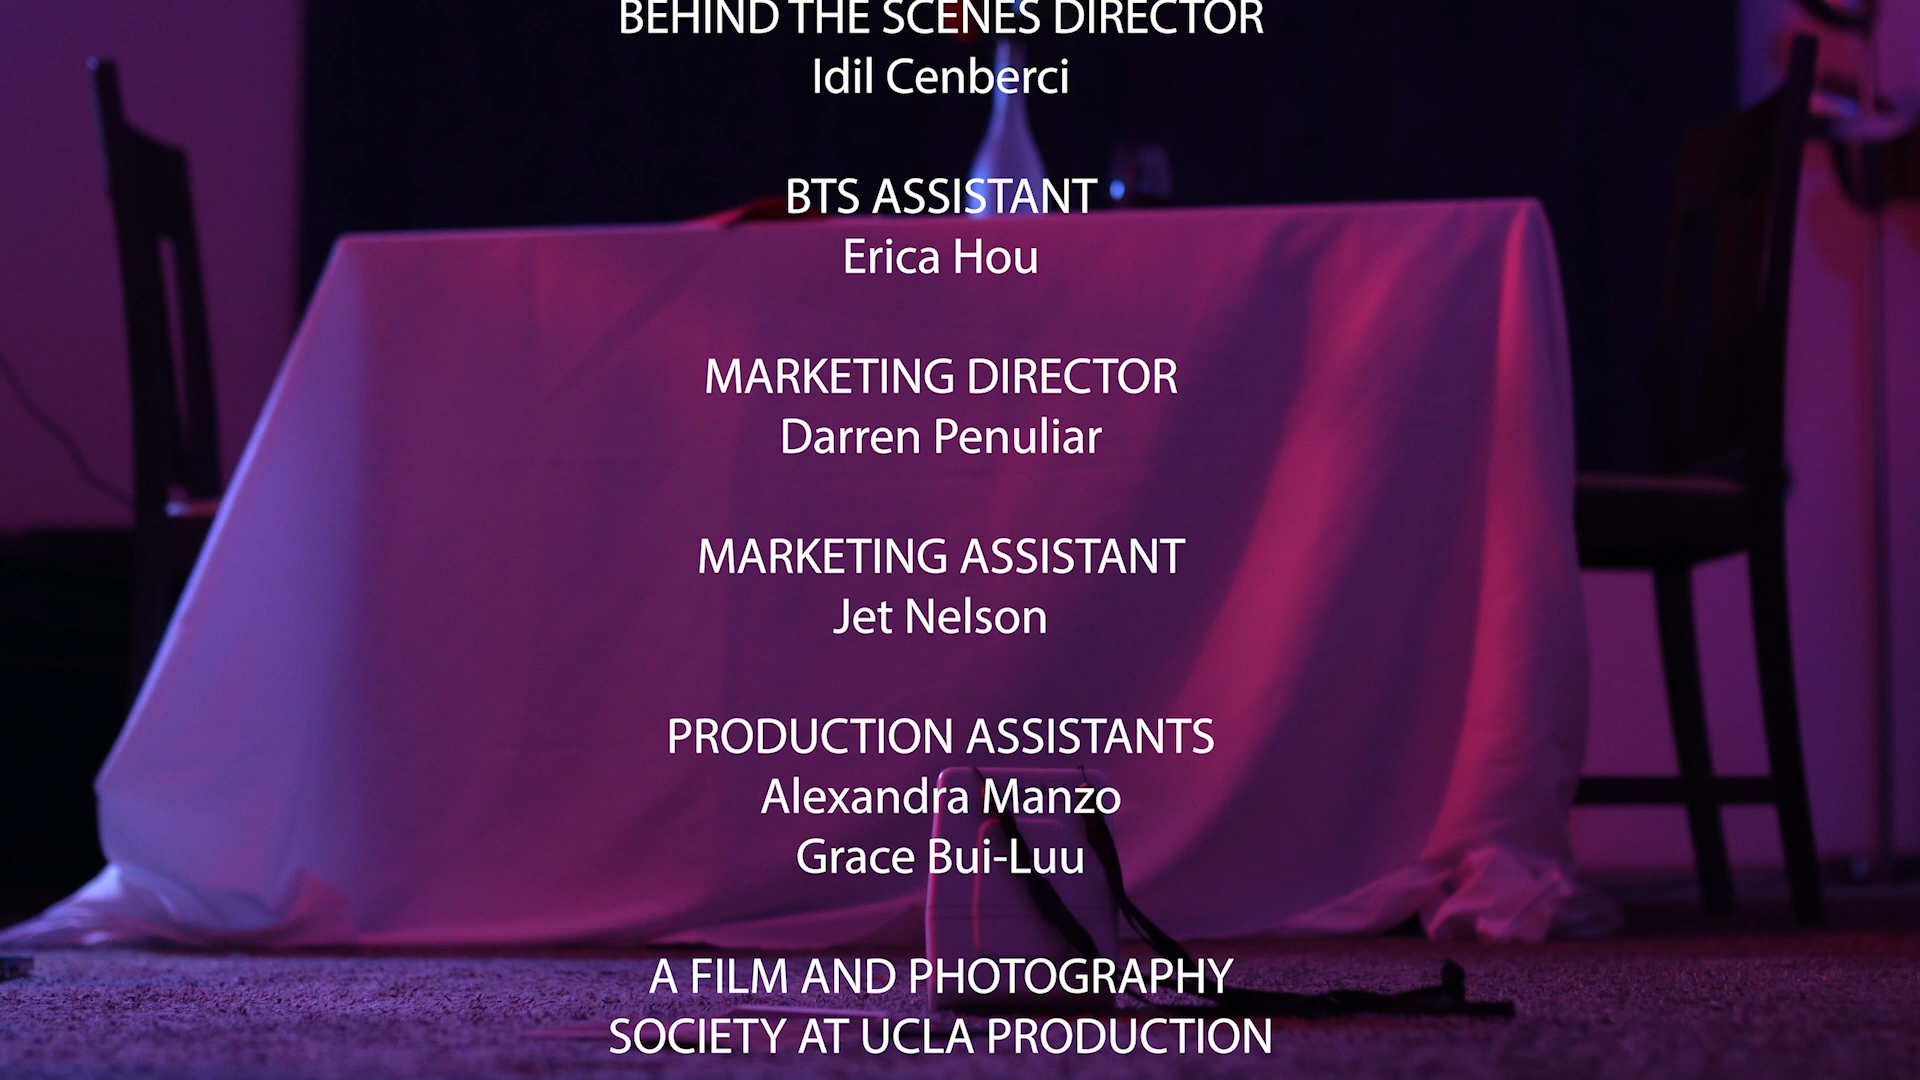 BEHIND THE SCENES DIRECTOR
Idil Cenberci
BTS ASSISTANT
Erica Hou
MARKETING DIRECTOR
Darren Penuliar
MARKETING ASSISTANT
Jet Nelson
PRODUCTION ASSISTANTS
Alexandra Manzo
Grace Bui-Luu
A FILM AND PHOTOGRAPHY
SOCIETY AT UCLA PRODUCTION